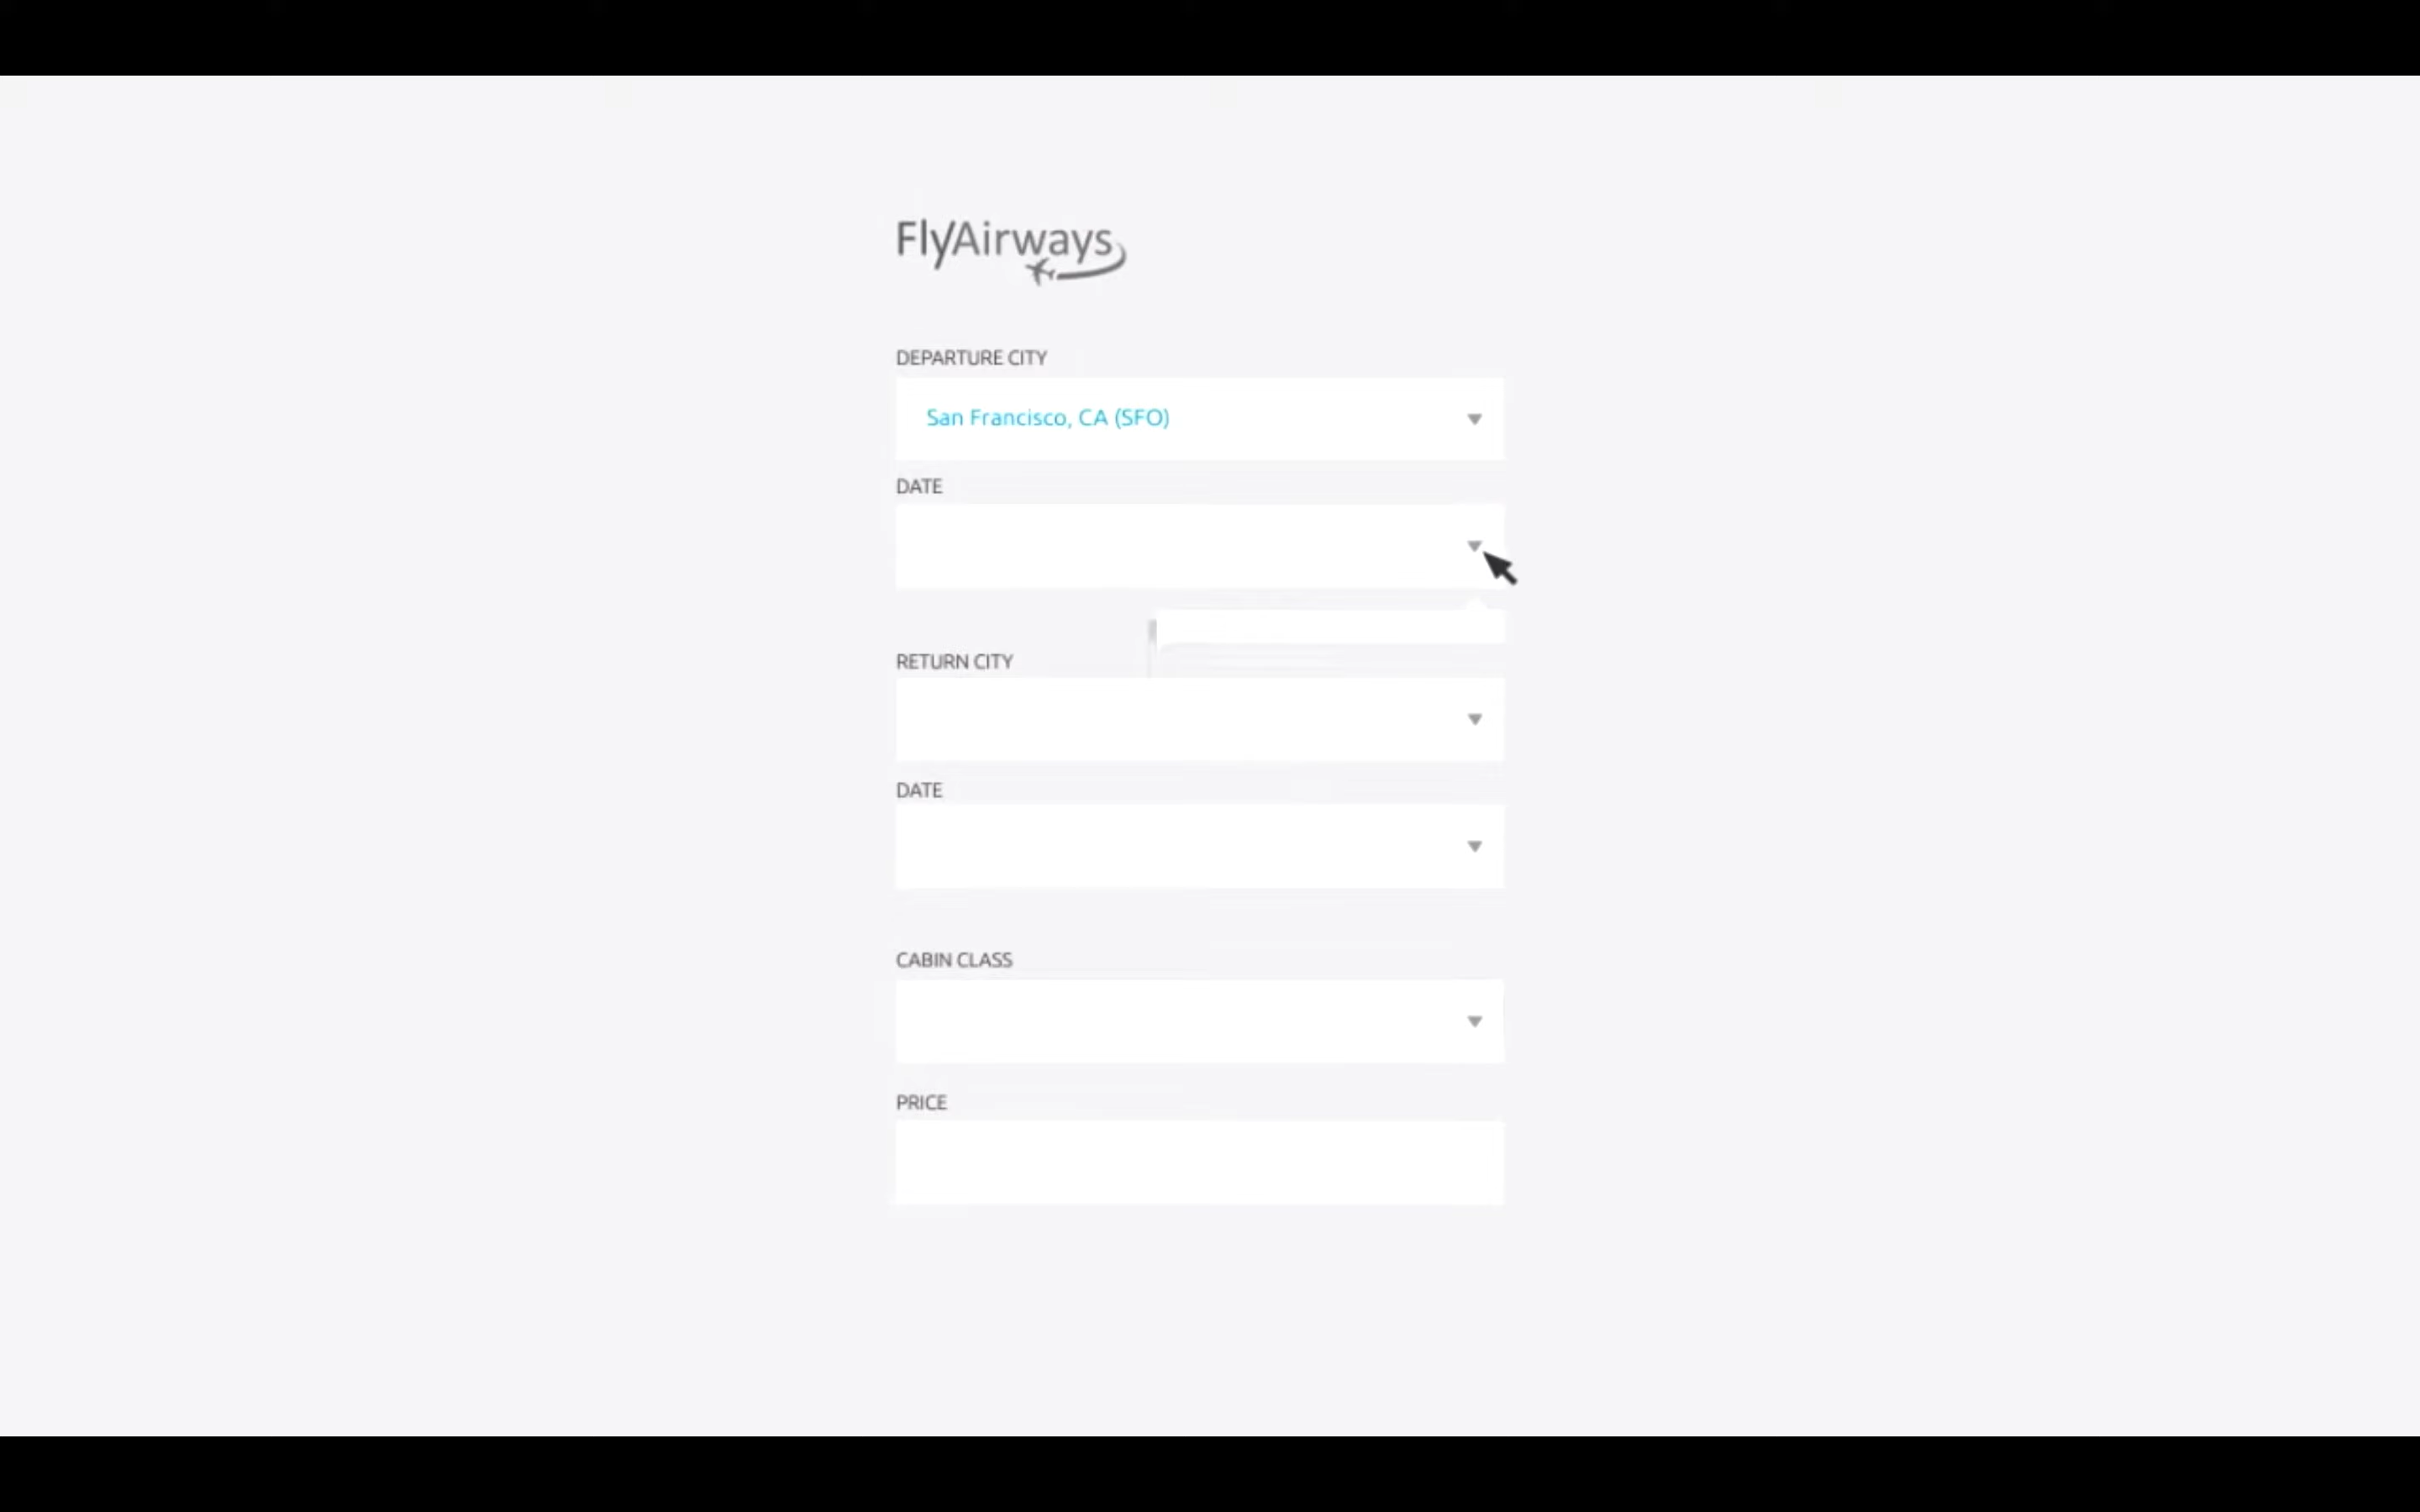 FlyAirways
DEPARTURE CITY
San Francisco, CA (SFO)
DATE
RETURN CITY
DATE
CABIN CLASS
PRICE